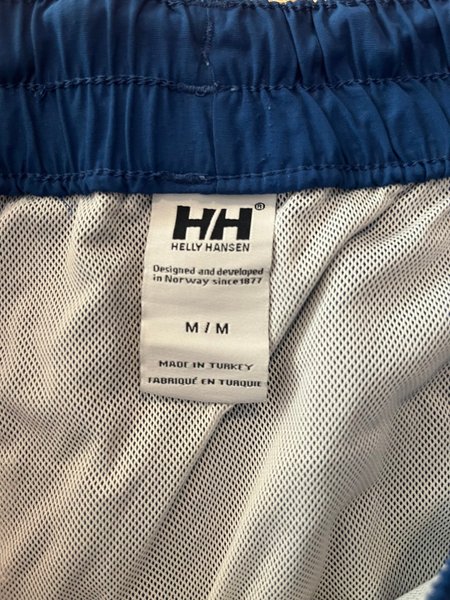 HH®
HELLY HANSEN
Designed and developed
in Norway since 1877
M / M
MADE IN TURKEY
FABRIQUÉ EN TURQUIE